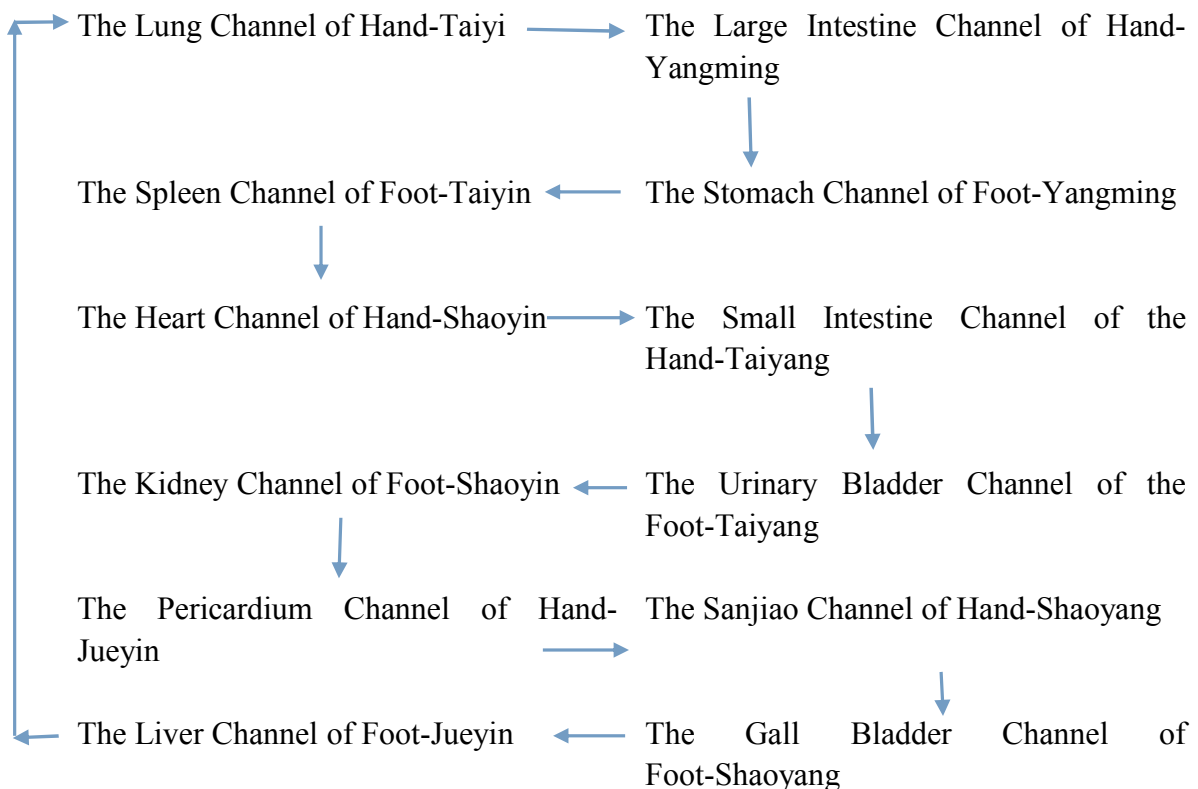 The Lung Channel of Hand-Taiyi
The Large Intestine Channel of Hand-
Yangming
The Spleen Channel of Foot-Taiyin
The Stomach Channel of Foot-Yangming
The Heart Channel of Hand-Shaoyin
The Small Intestine Channel of the
Hand-Taiyang
The Kidney Channel of Foot-Shaoyin
The Urinary Bladder Channel of the
Foot-Taiyang
The Pericardium Channel of Hand-
Jueyin
The Sanjiao Channel of Hand-Shaoyang
The Liver Channel of Foot-Jueyin
The Gall Bladder Channel of
Foot-Shaoyang